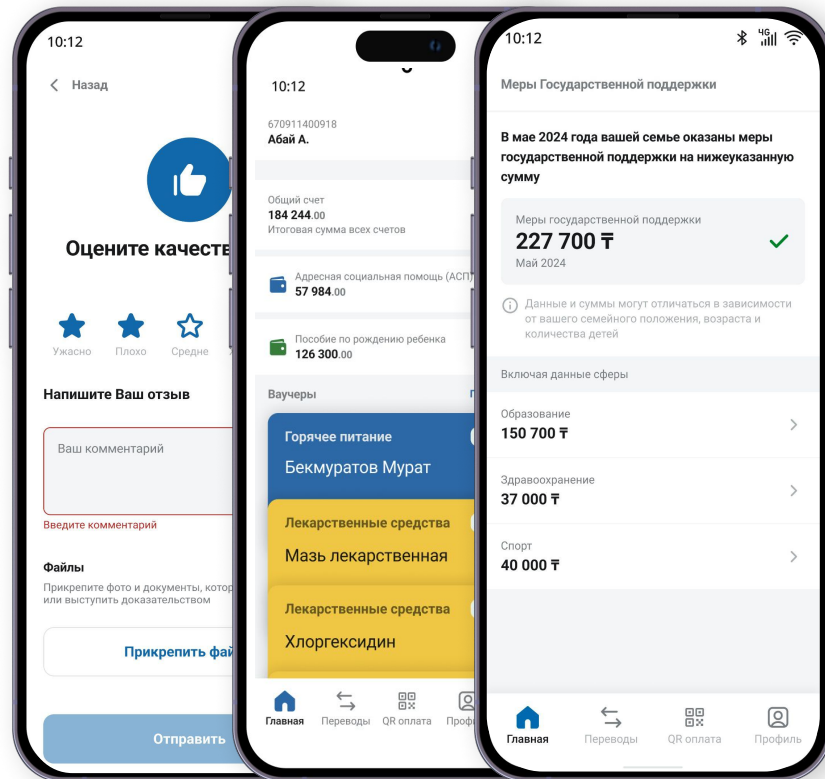 10:12
Назад
Оцените качеств
Ужасно
Плохо
Средне
Напишите Ваш отзыв
Ваш комментарий
Введите комментарий
Файлы
Прикрепите фото и документы, котор
или выступить доказательством
Прикрепить фай
Отправить
10:12
670911400918
Абай А.
Общий счет
184 244.00
Итоговая сумма всех счетов
Адресная социальная помощь (АСП)
57 984.00
Пособие по рождению ребенка
126 300.00
Ваучеры
Горячее питание
Бекмуратов Мурат
Лекарственные средства
Мазь лекарственная
Лекарственные средства
Хлоргексидин
Главная
Переводы
QR оплата
Проф
10:12
4G
Меры Государственной поддержки
В мае 2024 года вашей семье оказаны меры
государственной поддержки на нижеуказанную
сумму
Меры государственной поддержки
227 700 ₸
Май 2024
Данные и суммы могут отличаться в зависимости
от вашего семейного положения, возраста и
количества детей
Включая данные сферы
Образование
150 700 ₸
Здравоохранение
37 000 ₸
Спорт
40 000 ₸
Главная
Переводы
QR оплата
Профиль